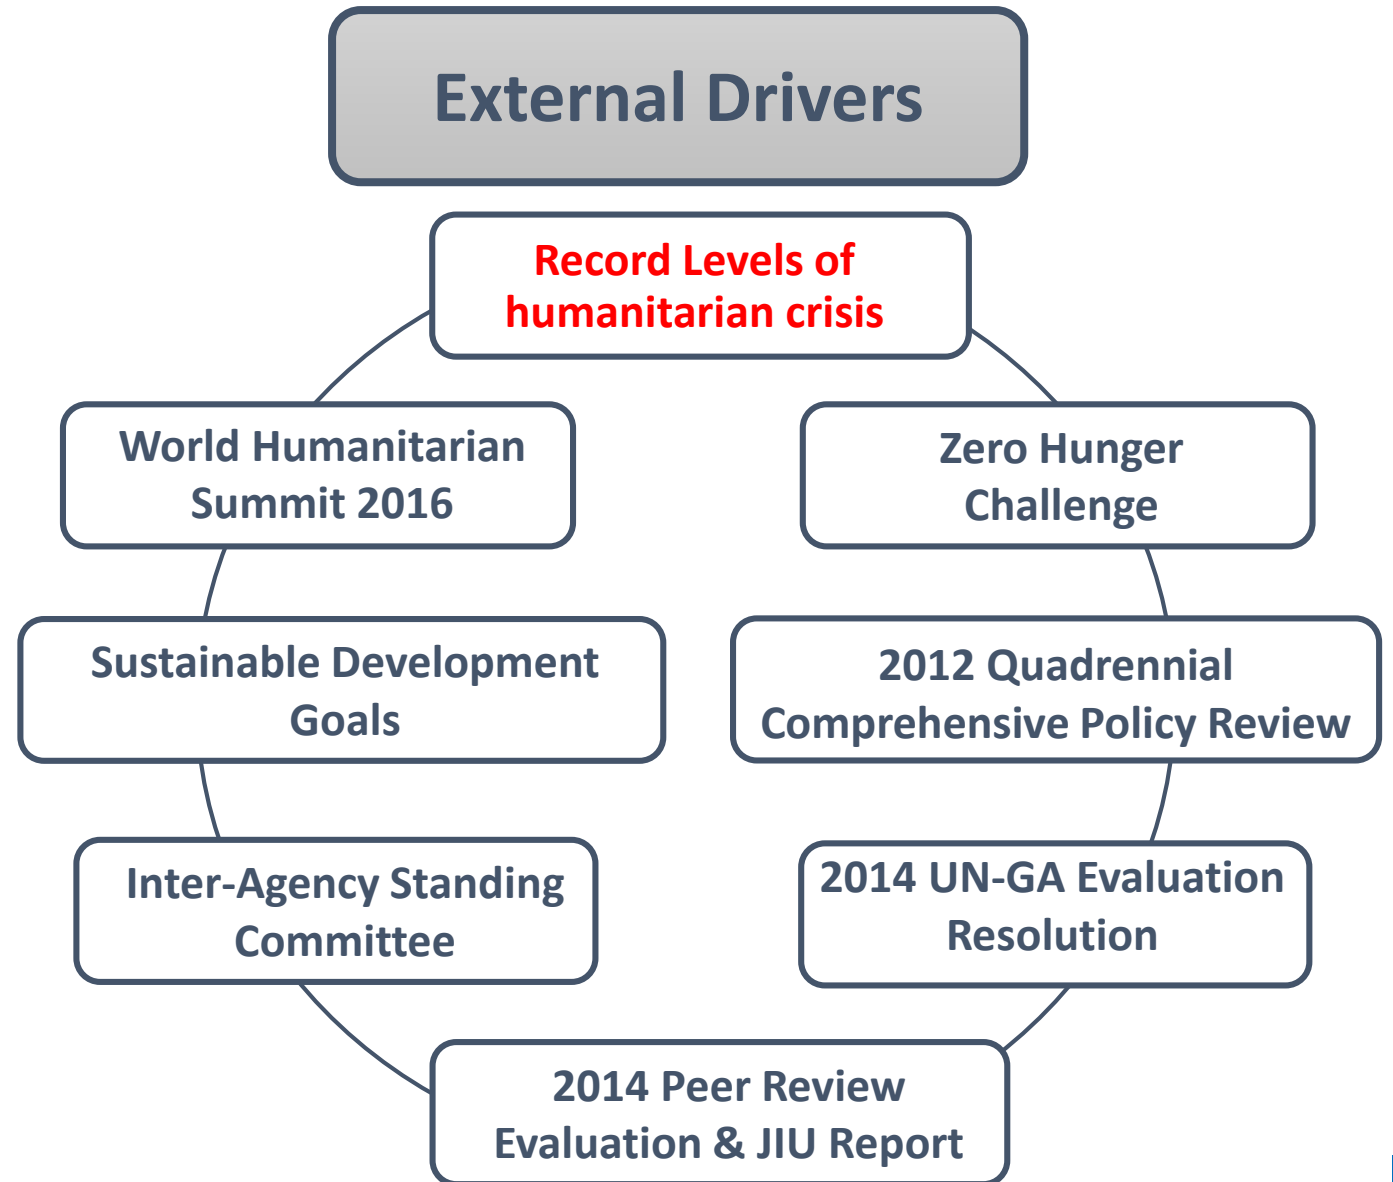 External Drivers
Record Levels of
humanitarian crisis
World Humanitarian
Summit 2016
Zero Hunger
Challenge
Sustainable Development
Goals
2012 Quadrennial
Comprehensive Policy Review
Inter-Agency Standing
Committee
2014 UN-GA Evaluation
Resolution
2014 Peer Review
Evaluation & JIU Report